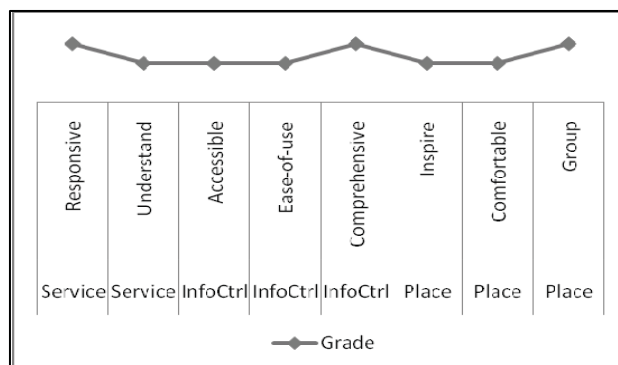 Responsive
Understand
Accessible
Ease-of-use
Comprehensive
Inspire
Comfortable
Group
Service Service InfoCtrl InfoCtrl InfoCtrl Place Place Place
Grade